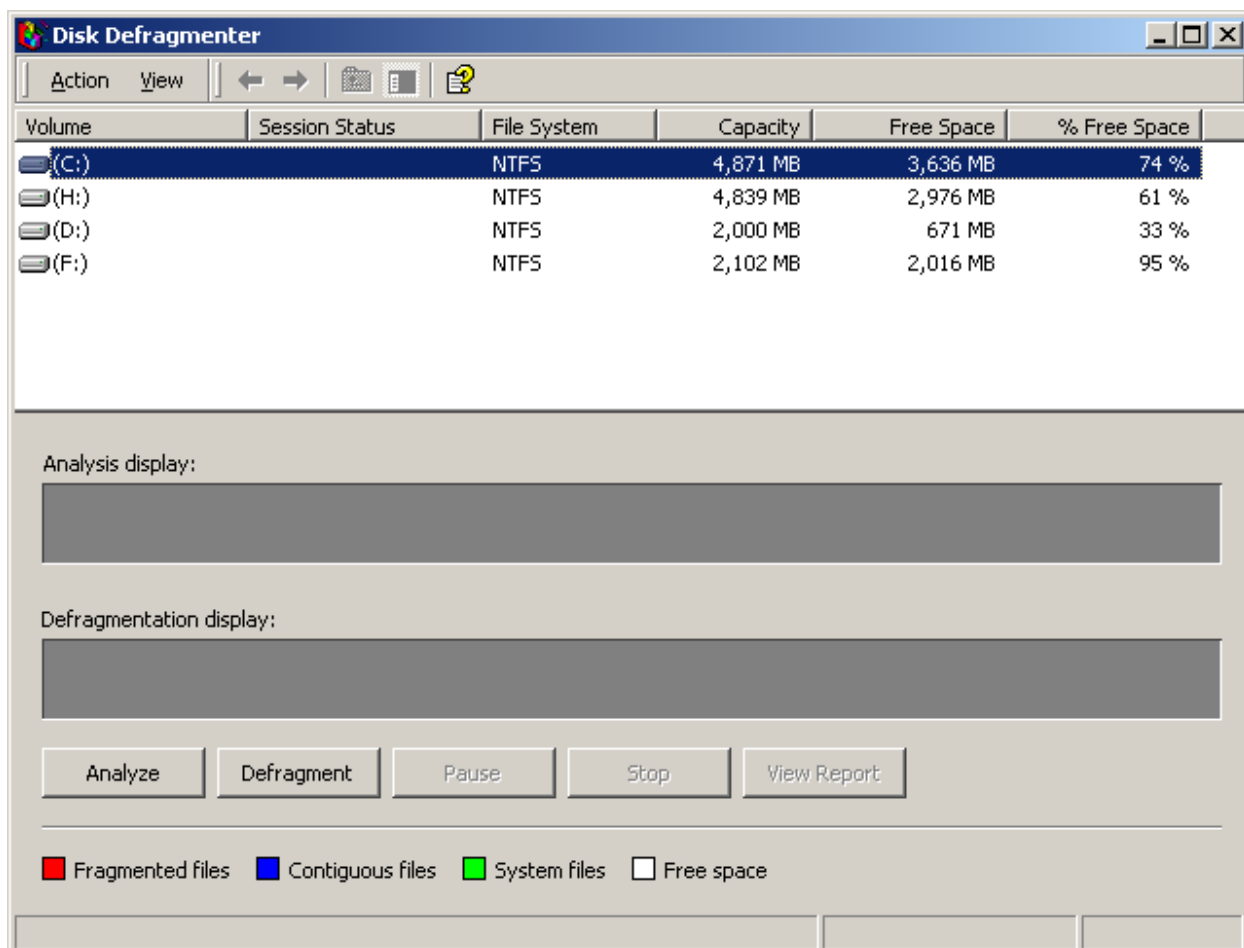 Disk Defragmenter
Action View
Volume Session Status File System Capacity Free Space % Free Space
(C:) NTFS 4,871 MB 3,636 MB 74 %
(H:) NTFS 4,839 MB 2,976 MB 61 %
(D:) NTFS 2,000 MB 671 MB 33 %
(F:) NTFS 2,102 MB 2,016 MB 95 %
Analysis display:
Defragmentation display:
Analyze Defragment Pause Stop View Report
Fragmented files Contiguous files System files Free space